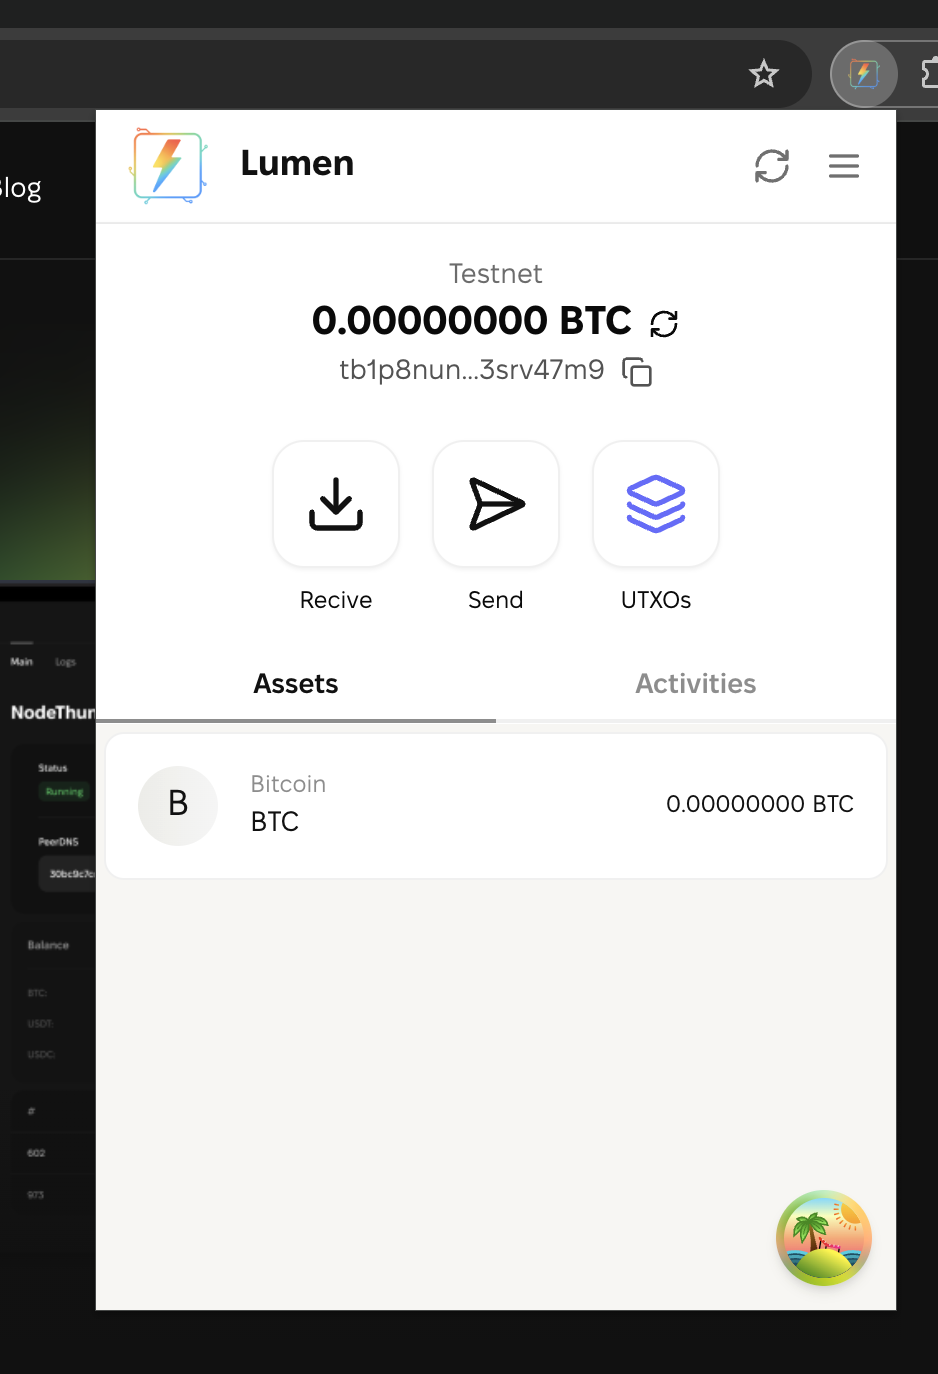 Lumen
Testnet
0.00000000 BTC
tb1p8nun...3srv47m9
Recive
Send
UTXOs
Assets
Activities
B
Bitcoin
BTC
0.00000000 BTC
log
Main
Logs
NodeThun
Status
Running
PeerDNS
30bc9c7c
Balance
BTC:
USDT:
USDC:
#
602
973